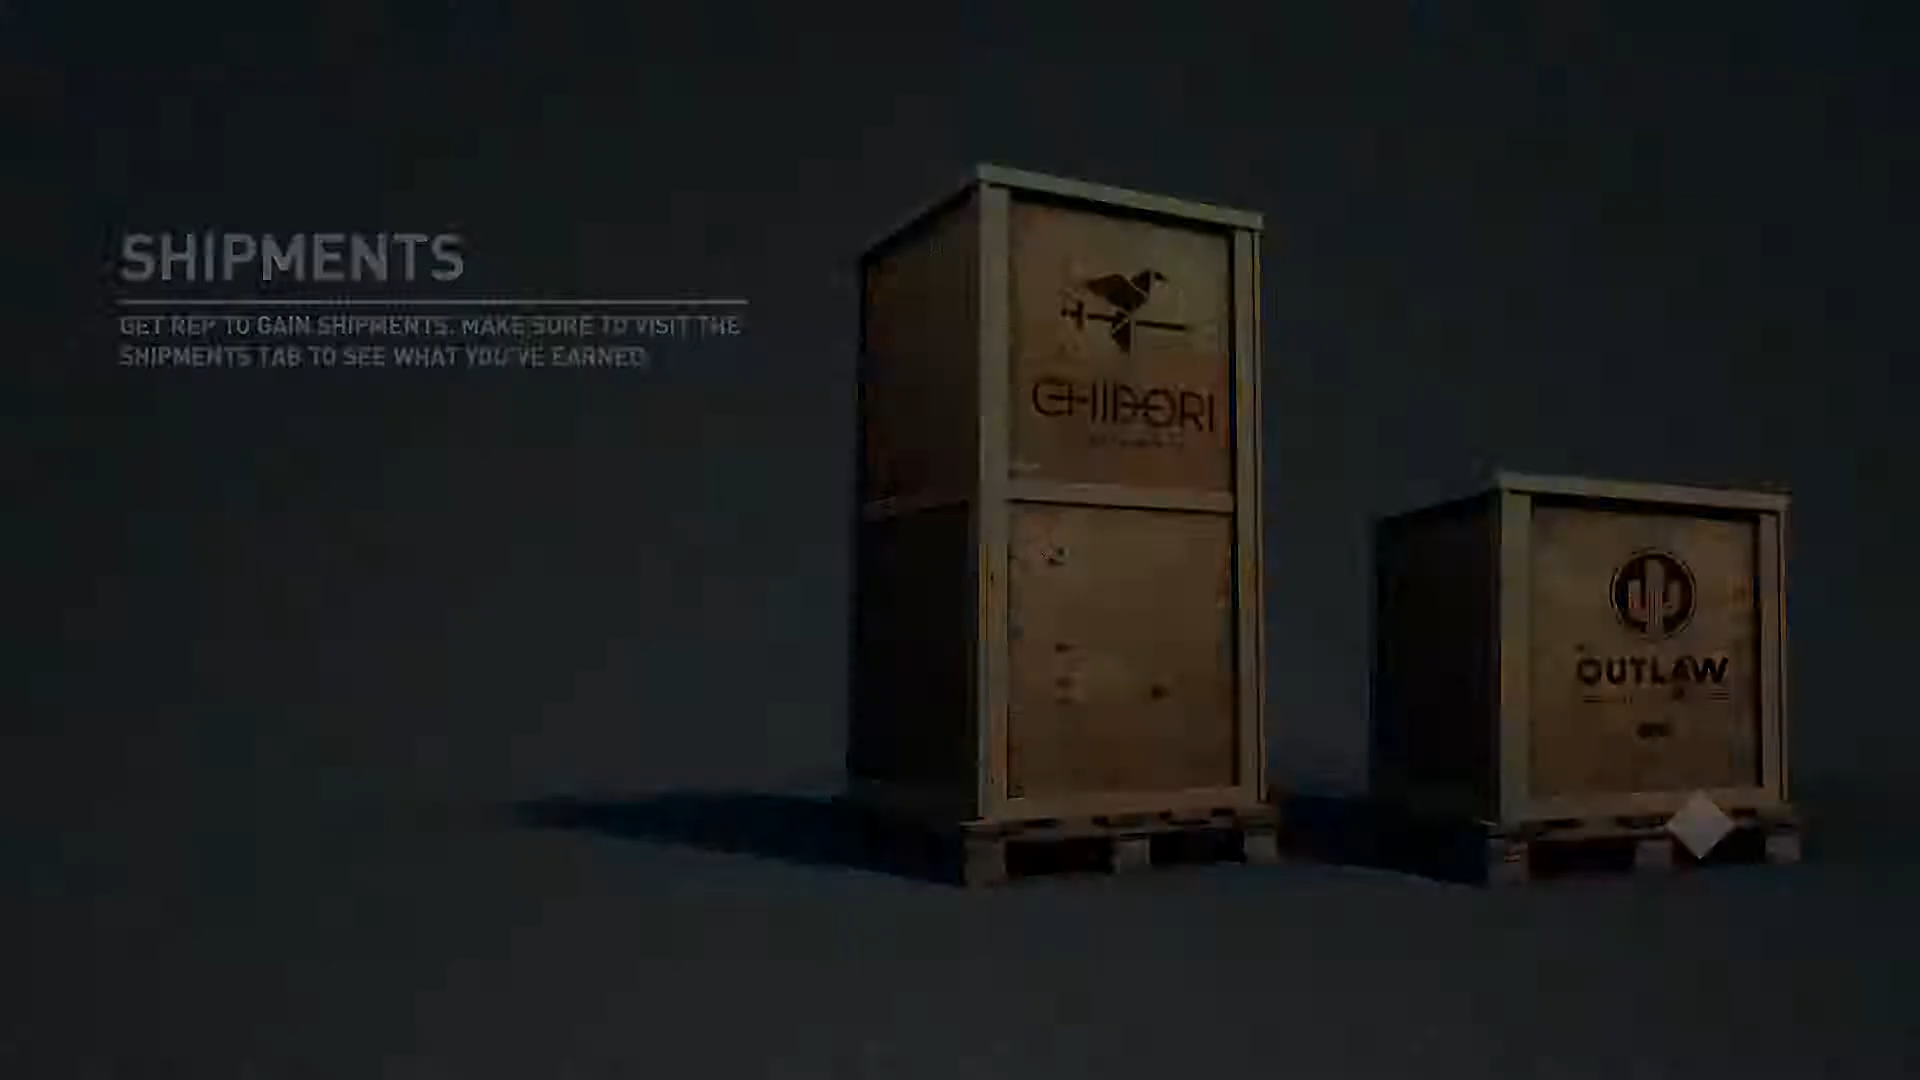 SHIPMENTS
GET REP TO GAIN SHIPMENTS. MAKE SURE TO VISIT THE
SHIPMENTS TAB TO SEE WHAT YOU'VE EARNED.
CHIDORI
OUTLAW